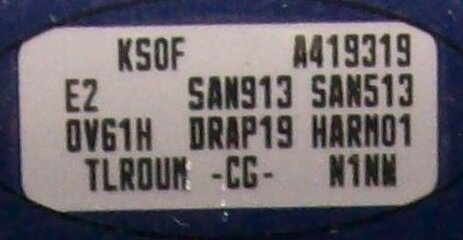 KSOF A419319
E2 SAN913 SAN513
OV61H DRAP19 HARM01
TLROUM -CG- N1NW